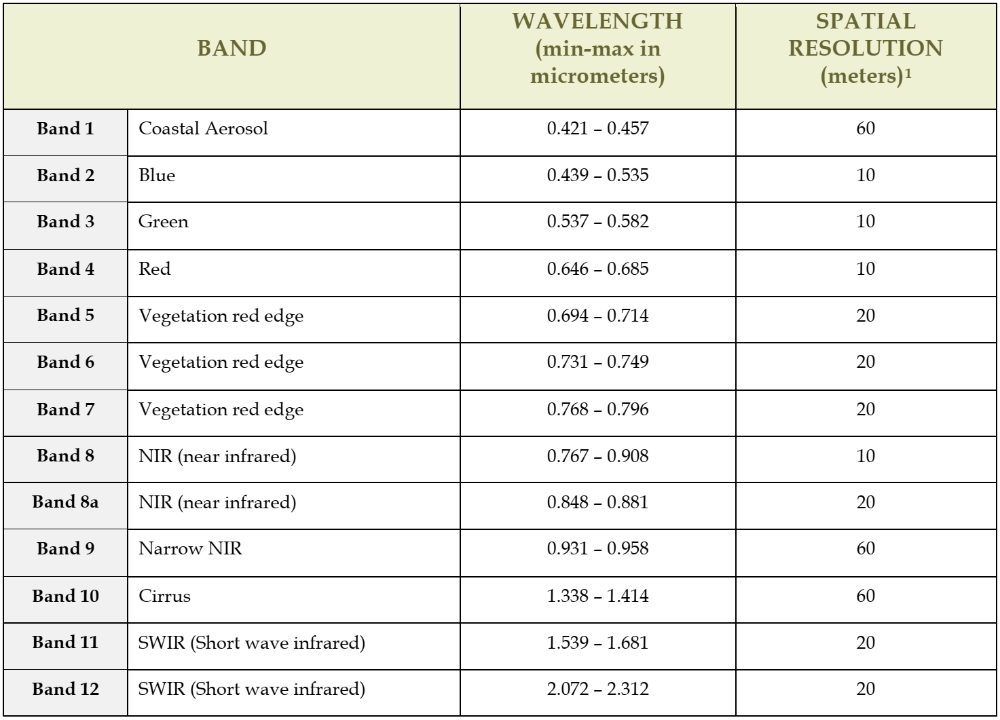 BAND
WAVELENGTH
(min-max in
micrometers)
SPATIAL
RESOLUTION
(meters)¹
Band 1 Coastal Aerosol 0.421 – 0.457 60
Band 2 Blue 0.439 – 0.535 10
Band 3 Green 0.537 – 0.582 10
Band 4 Red 0.646 – 0.685 10
Band 5 Vegetation red edge 0.694 – 0.714 20
Band 6 Vegetation red edge 0.731 – 0.749 20
Band 7 Vegetation red edge 0.768 – 0.796 20
Band 8 NIR (near infrared) 0.767 – 0.908 10
Band 8a NIR (near infrared) 0.848 – 0.881 20
Band 9 Narrow NIR 0.931 – 0.958 60
Band 10 Cirrus 1.338 – 1.414 60
Band 11 SWIR (Short wave infrared) 1.539 – 1.681 20
Band 12 SWIR (Short wave infrared) 2.072 – 2.312 20